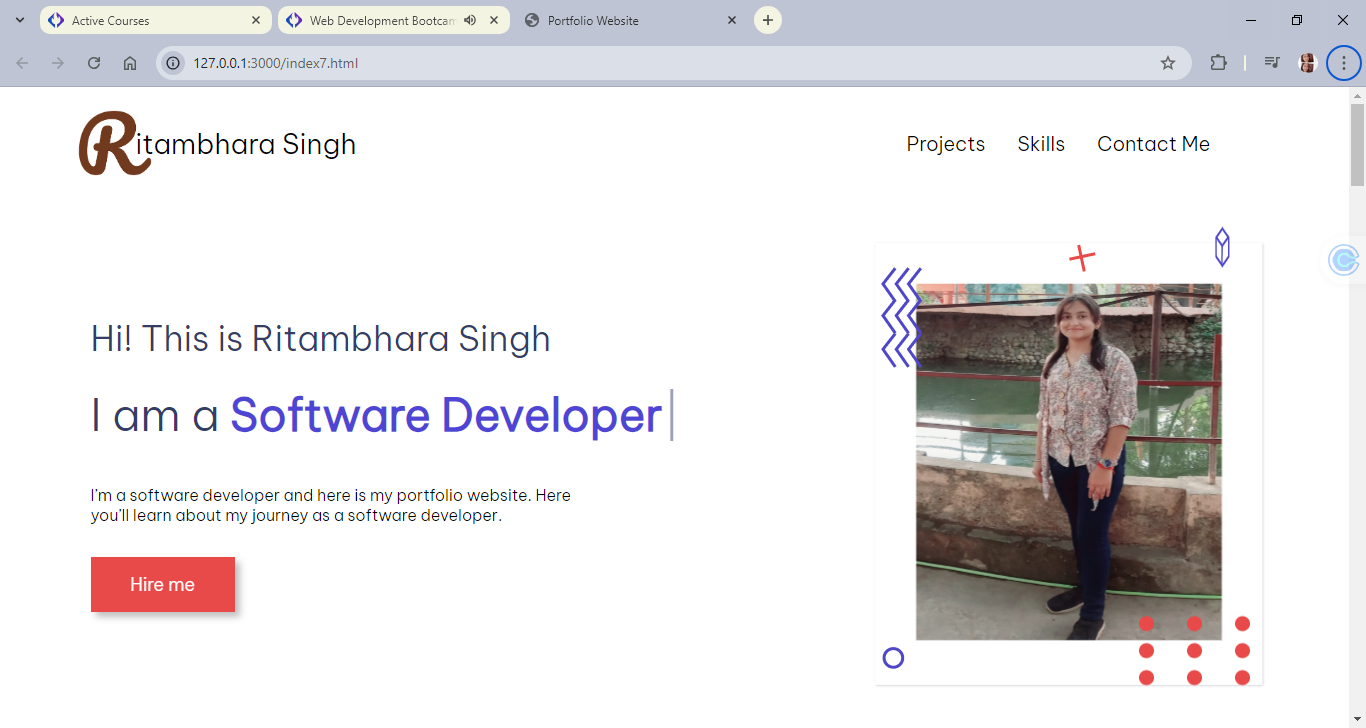 Active Courses
Web Development Bootcam
Portfolio Website
127.0.0.1:3000/index7.html
Ritambhara Singh
Projects Skills Contact Me
Hi! This is Ritambhara Singh
I am a Software Developer
I'm a software developer and here is my portfolio website. Here
you'll learn about my journey as a software developer.
Hire me